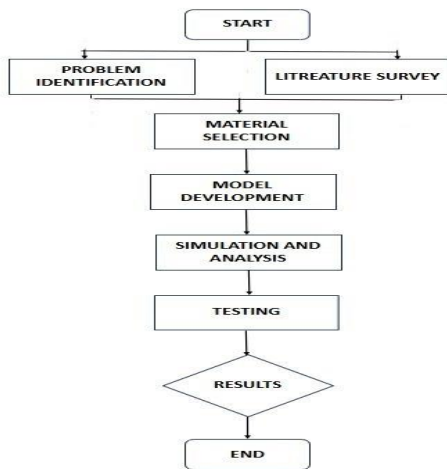 START
PROBLEM
IDENTIFICATION
LITREATURE SURVEY
MATERIAL
SELECTION
MODEL
DEVELOPMENT
SIMULATION AND
ANALYSIS
TESTING
RESULTS
END